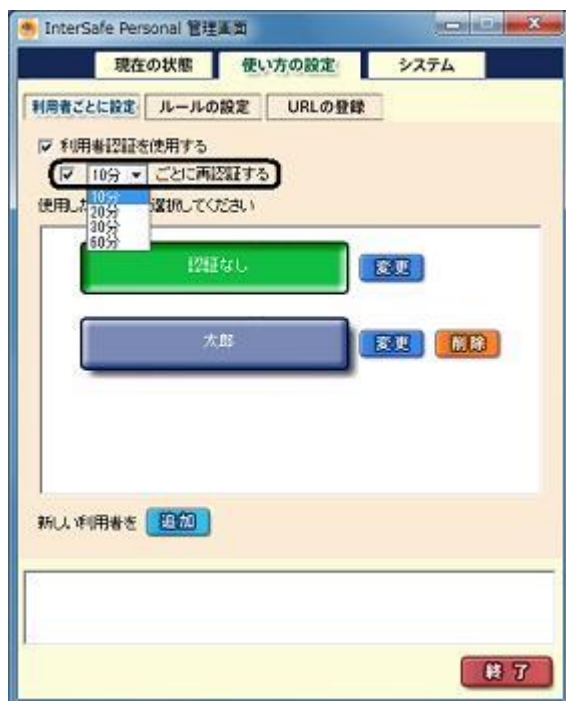 InterSafe Personal 管理画面
現在の状態 使い方の設定 システム
利用者ごとに設定 ルールの設定 URLの登録
利用者認証を使用する
10分 ごとに再認証する
10分
使用した 選択してください
20分
30分
60分
認証なし 変更
太郎 変更 削除
新しい利用者を 追加
終了